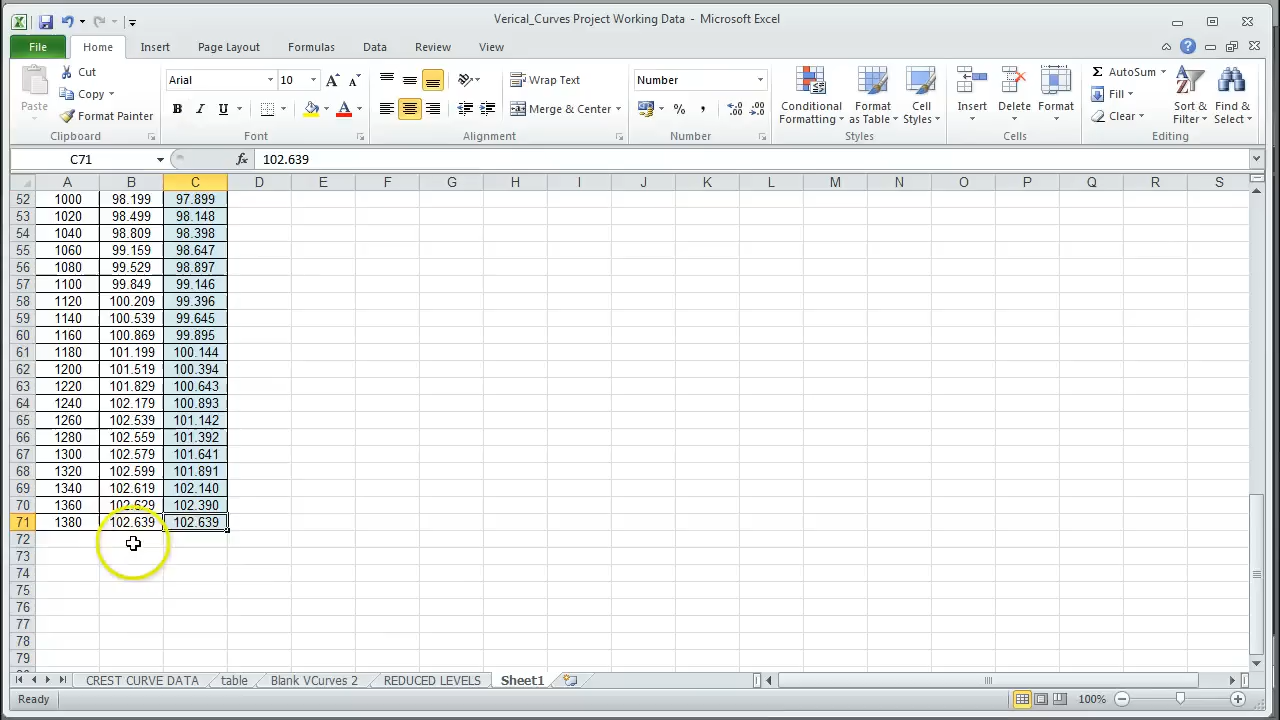 Verical_Curves Project Working Data - Microsoft Excel
File Home Insert Page Layout Formulas Data Review View
Paste Cut Copy Format Painter Clipboard
Arial 10 B I U A Font
Wrap Text Merge & Center Alignment
Number % , .0 .00 .00 .0 Number
Conditional Formatting Format as Table Cell Styles Styles
Insert Delete Format Cells
Σ AutoSum Fill Clear Sort & Filter Find & Select Editing
C71 fx 102.639
A B C D E F G H I J K L M N O P Q R S
52 1000 98.199 97.899
53 1020 98.499 98.148
54 1040 98.809 98.398
55 1060 99.159 98.647
56 1080 99.529 98.897
57 1100 99.849 99.146
58 1120 100.209 99.396
59 1140 100.539 99.645
60 1160 100.869 99.895
61 1180 101.199 100.144
62 1200 101.519 100.394
63 1220 101.829 100.643
64 1240 102.179 100.893
65 1260 102.539 101.142
66 1280 102.559 101.392
67 1300 102.579 101.641
68 1320 102.599 101.891
69 1340 102.619 102.140
70 1360 102.629 102.390
71 1380 102.639 102.639
72
73
74
75
76
77
78
79
CREST CURVE DATA table Blank VCurves 2 REDUCED LEVELS Sheet1
Ready 100%